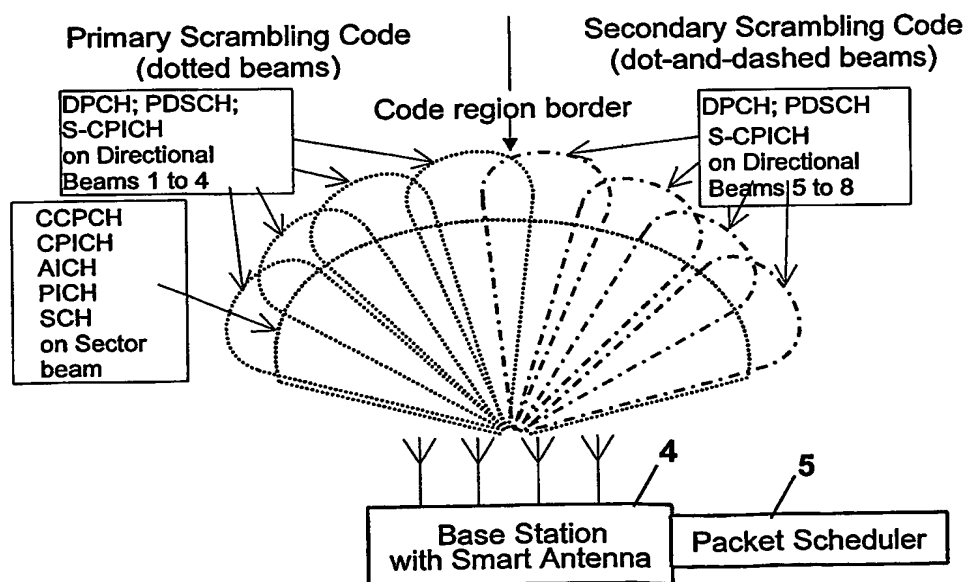 Primary Scrambling Code
(dotted beams)
Secondary Scrambling Code
(dot-and-dashed beams)
DPCH; PDSCH;
S-CPICH
on Directional
Beams 1 to 4
Code region border
DPCH; PDSCH
S-CPICH
on Directional
Beams 5 to 8
CCPCH
CPICH
AICH
PICH
SCH
on Sector
beam
4
5
Base Station
with Smart Antenna
Packet Scheduler